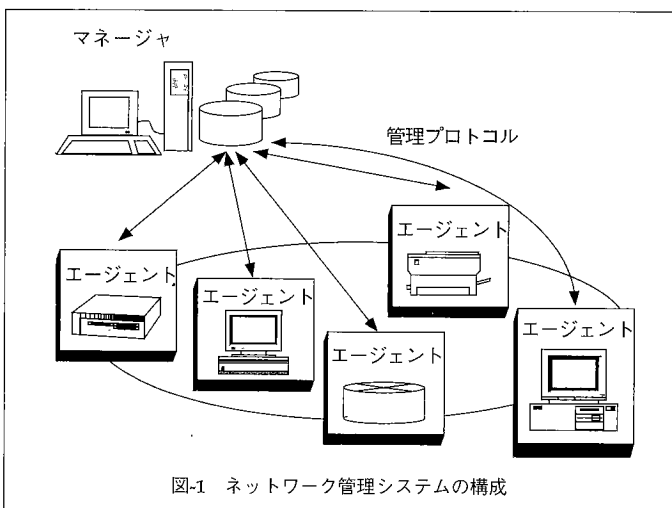 マネージャ
管理プロトコル
エージェント
エージェント
エージェント
エージェント
エージェント
図-1 ネットワーク管理システムの構成